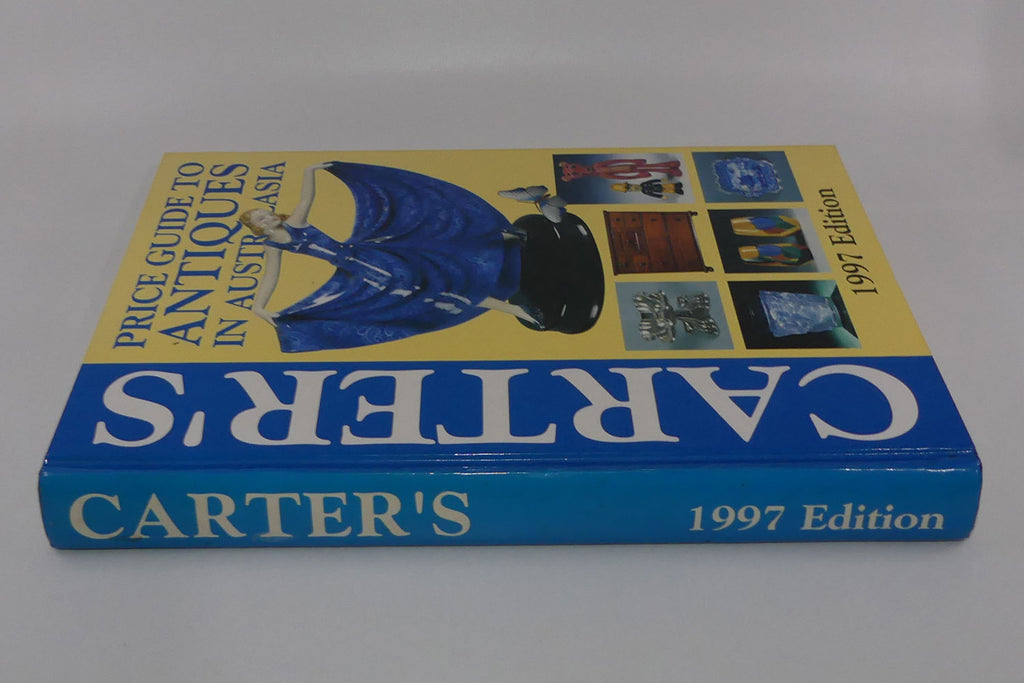 PRICE GUIDE TO
ANTIQUES
IN AUSTRALASIA
1997 Edition
CARTER'S
CARTER'S 1997 Edition